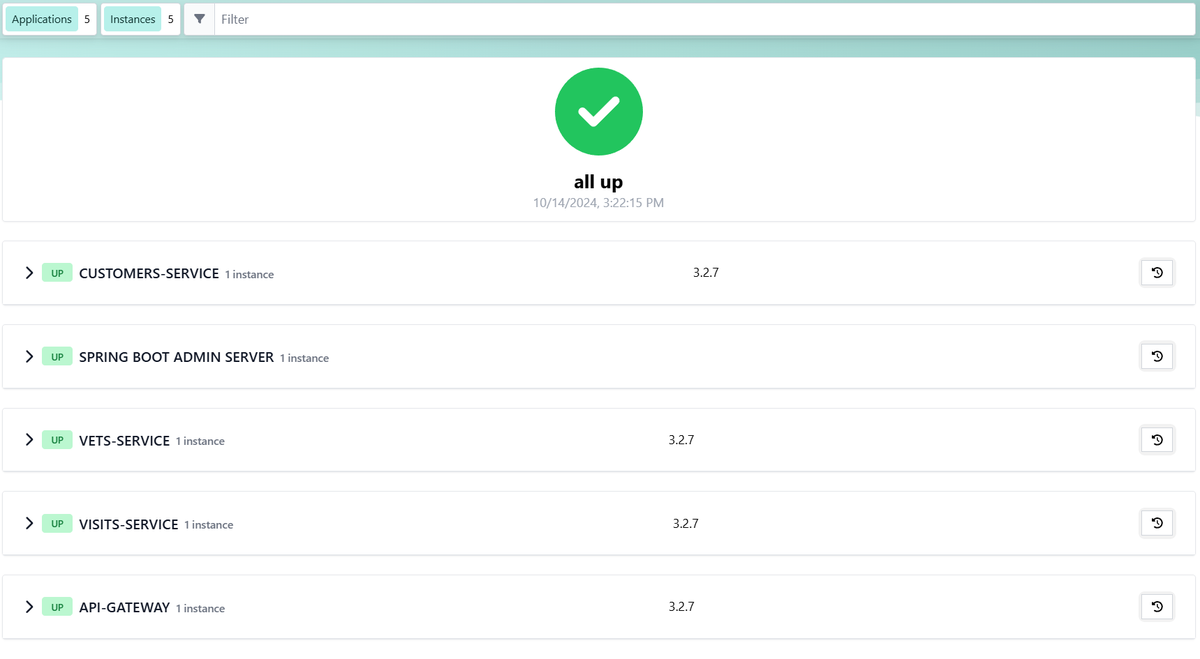 Applications 5 Instances 5 Filter
all up
10/14/2024, 3:22:15 PM
UP CUSTOMERS-SERVICE 1 instance 3.2.7
UP SPRING BOOT ADMIN SERVER 1 instance
UP VETS-SERVICE 1 instance 3.2.7
UP VISITS-SERVICE 1 instance 3.2.7
UP API-GATEWAY 1 instance 3.2.7